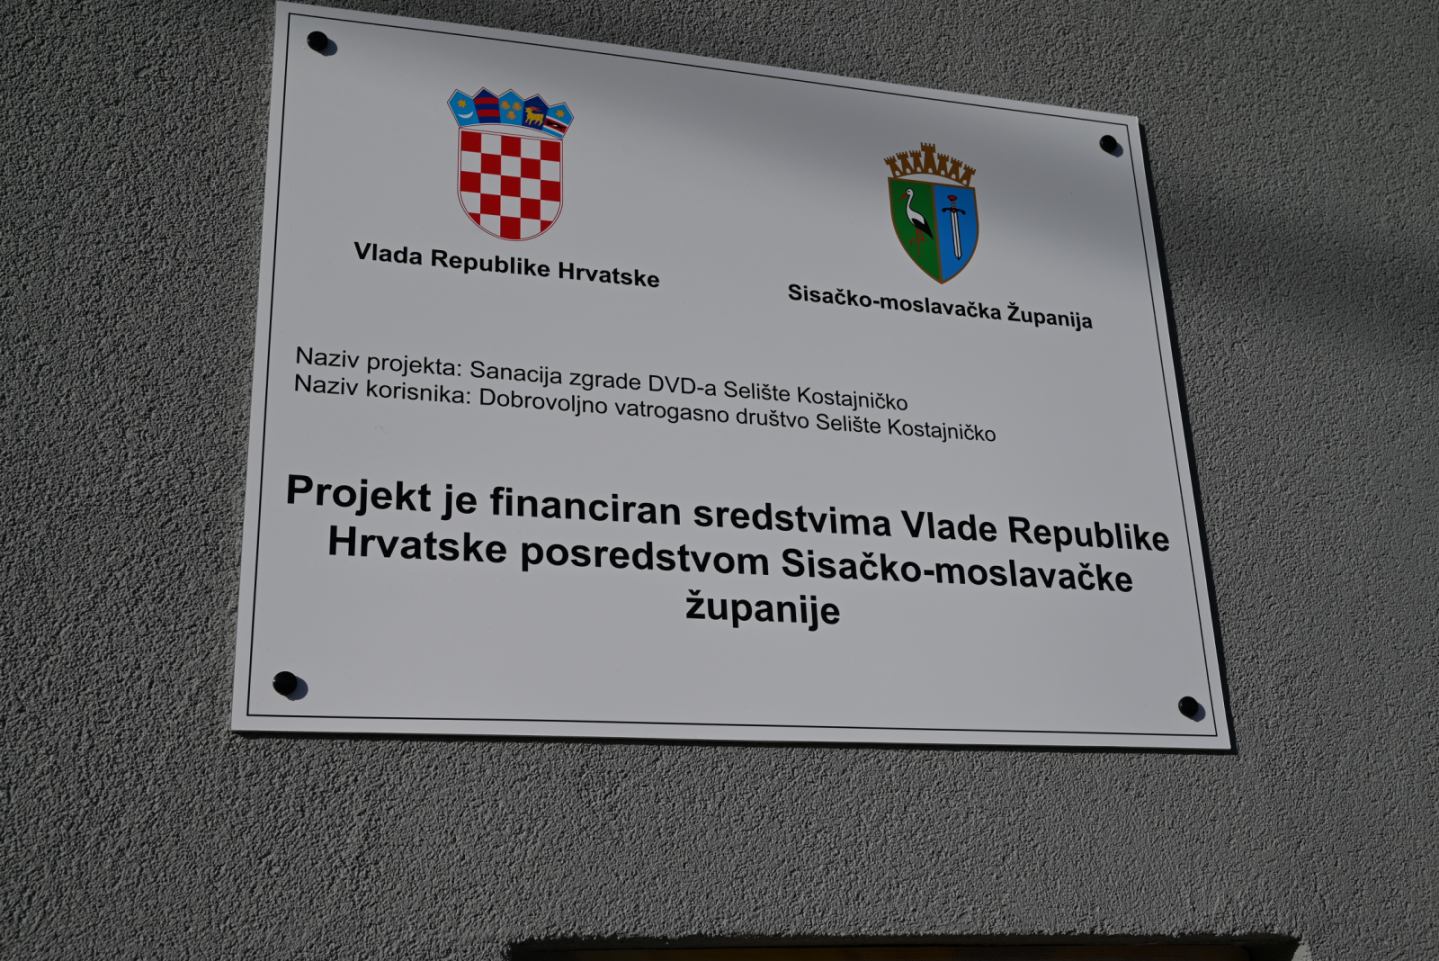 Vlada Republike Hrvatske
Sisačko-moslavačka Županija
Naziv projekta: Sanacija zgrade DVD-a Selište Kostajničko
Naziv korisnika: Dobrovoljno vatrogasno društvo Selište Kostajničko
Projekt je financiran sredstvima Vlade Republike
Hrvatske posredstvom Sisačko-moslavačke
županije